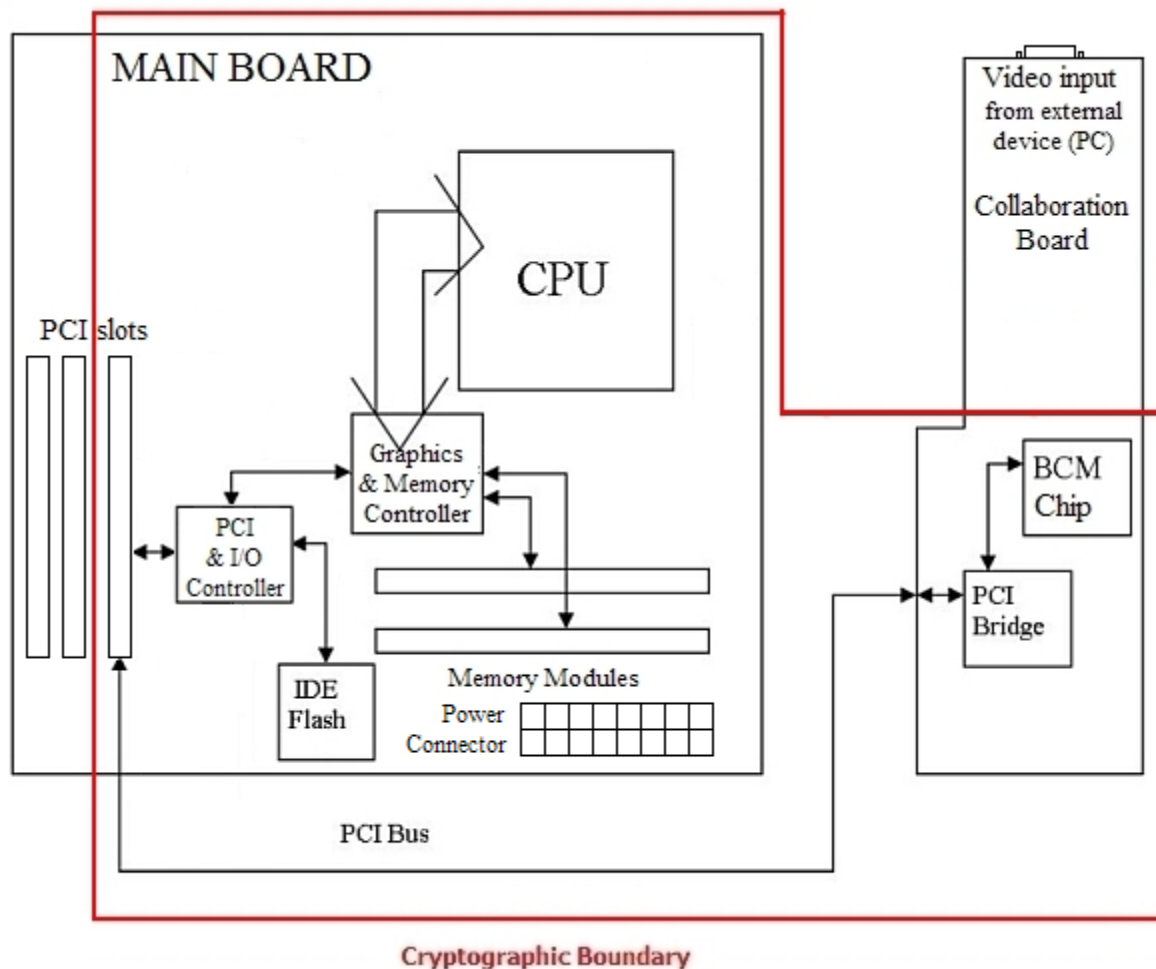 MAIN BOARD
Video input
from external
device (PC)
Collaboration
Board
CPU
PCI slots
Graphics
& Memory
Controller
BCM
Chip
PCI
& I/O
Controller
PCI
Bridge
IDE
Flash
Memory Modules
Power
Connector
PCI Bus
Cryptographic Boundary